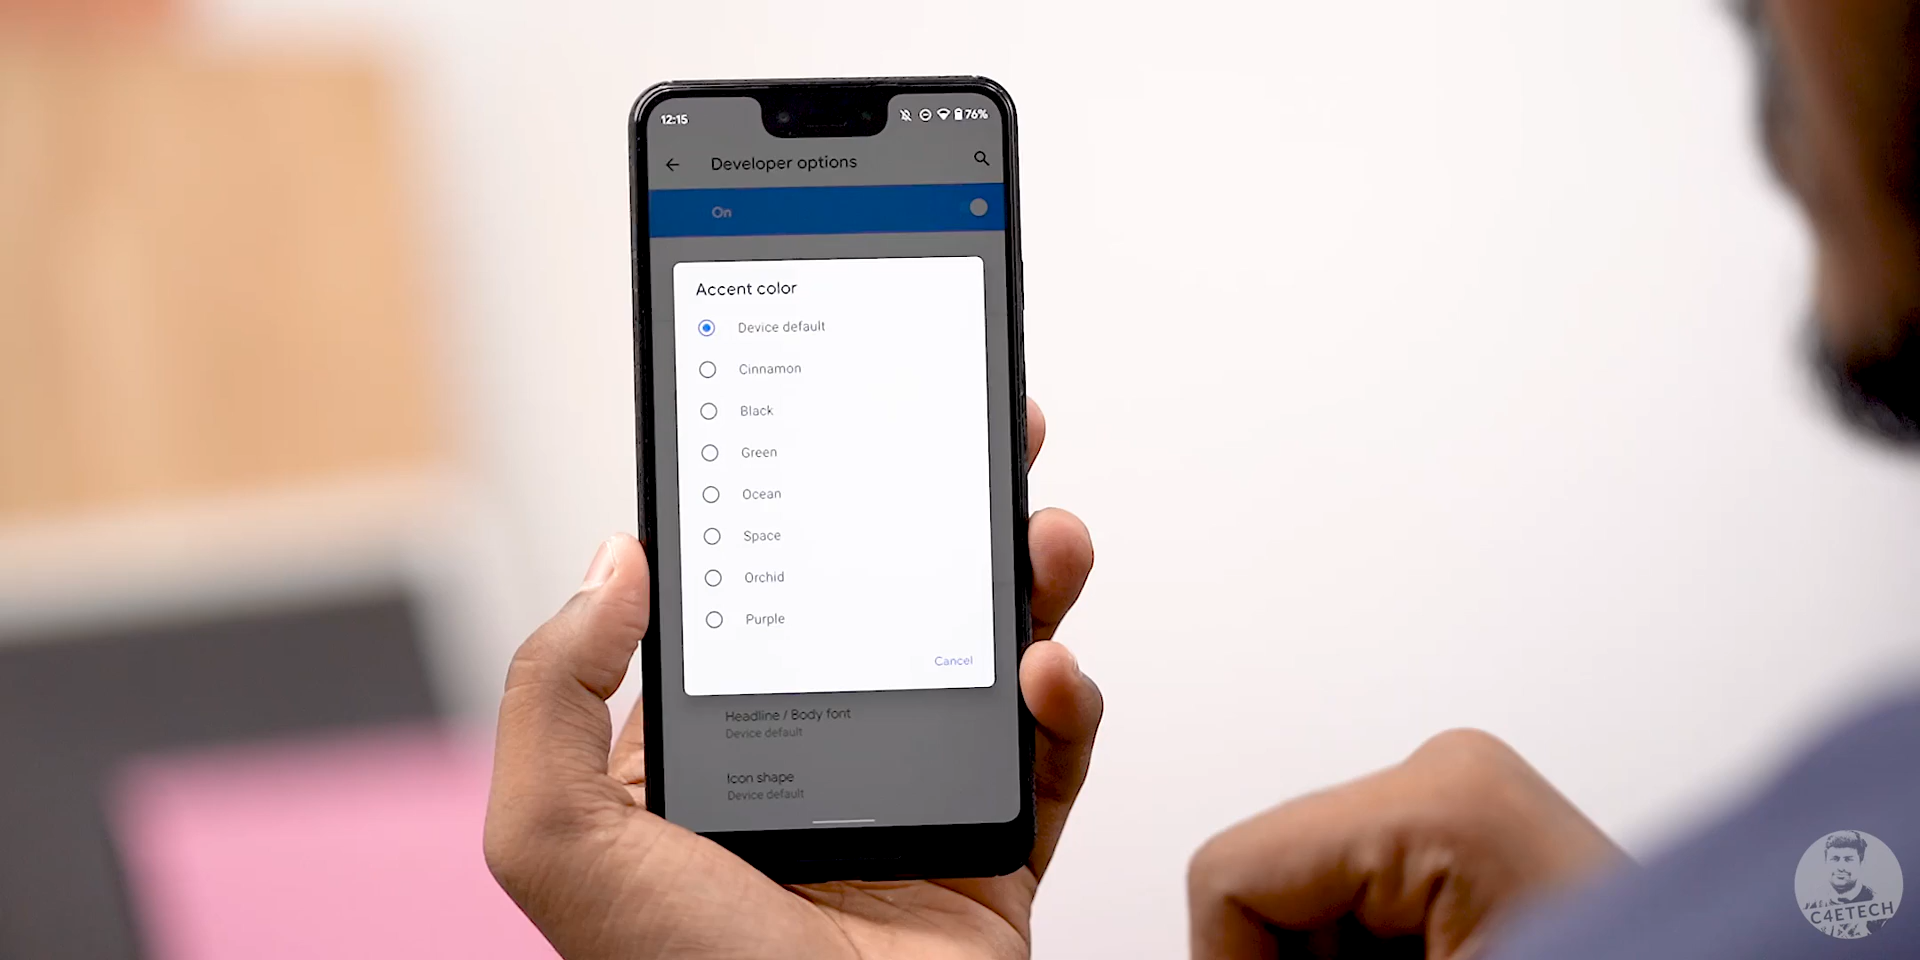 12:15
76%
Developer options
On
Accent color
Device default
Cinnamon
Black
Green
Ocean
Space
Orchid
Purple
Cancel
Headline / Body font
Device default
Icon shape
Device default
C4ETECH